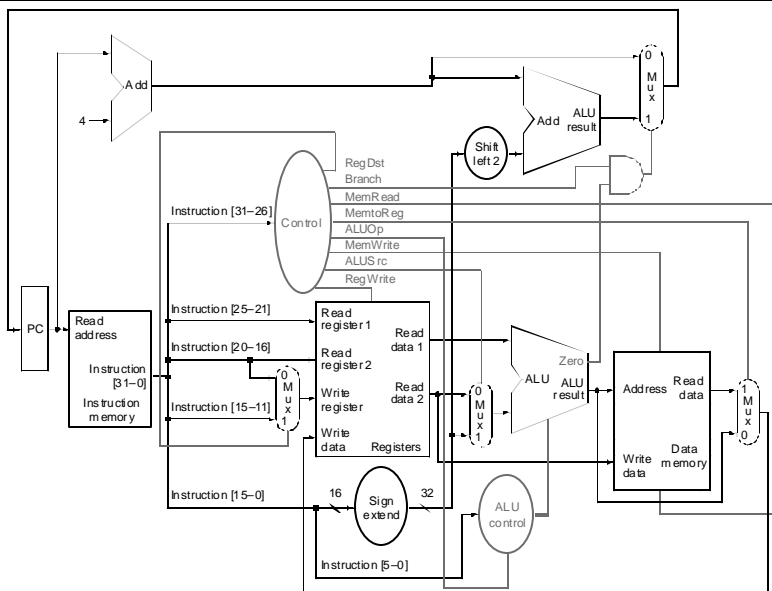 Add
4
0
M
u
x
1
Add
ALU
result
Shift
left 2
RegDst
Branch
MemRead
MemtoReg
ALUOp
MemWrite
ALUSrc
RegWrite
Control
Instruction [31–26]
Instruction [25–21]
Instruction [20–16]
Instruction [15–11]
Instruction [15–0]
Instruction [5–0]
PC
Read
address
Instruction
[31–0]
Instruction
memory
0
M
u
x
1
Read
register 1
Read
register 2
Write
register
Write
data
Read
data 1
Read
data 2
Registers
0
M
u
x
1
Zero
ALU
ALU
result
Address
Read
data
Write
data
Data
memory
1
M
u
x
0
16
Sign
extend
32
ALU
control